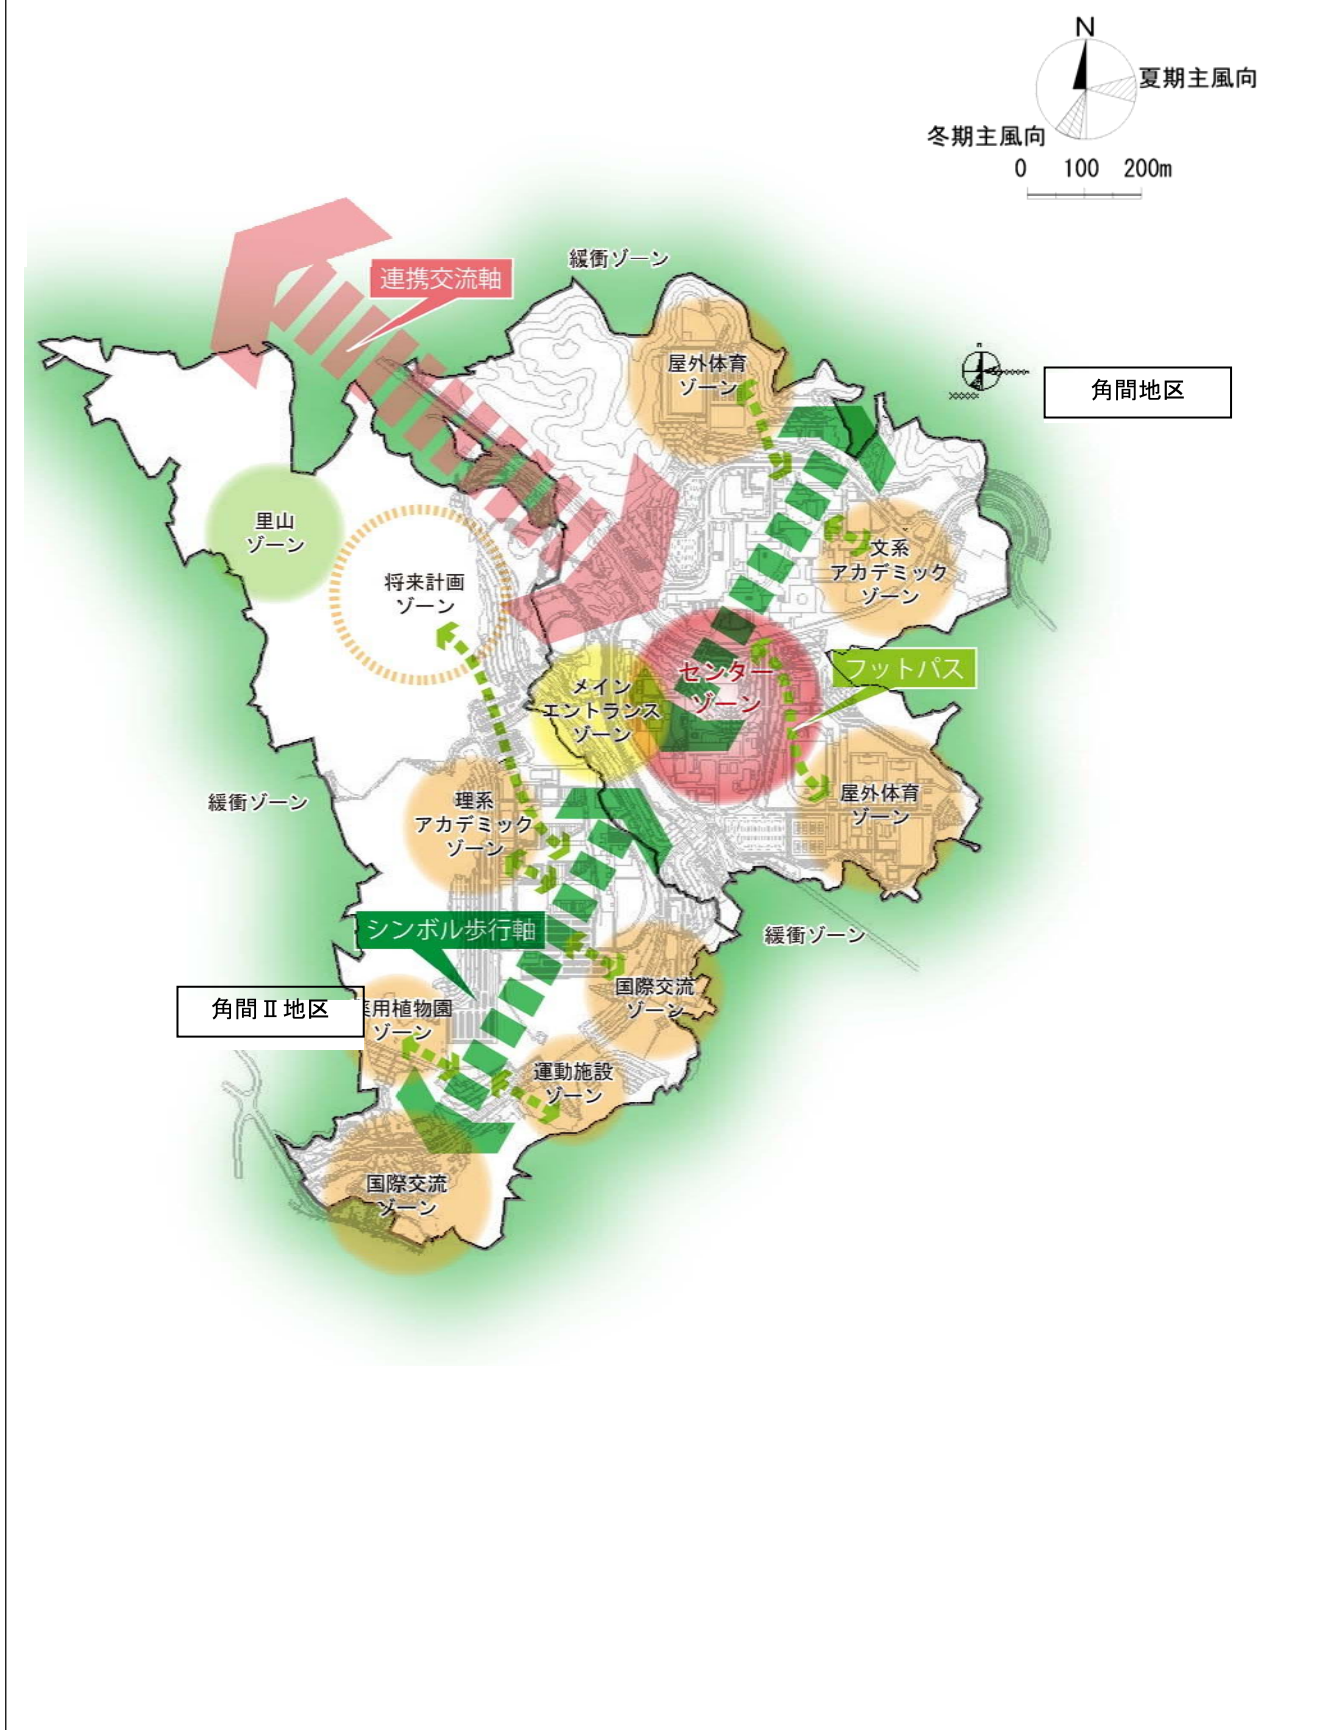 N
夏期主風向
冬期主風向
0 100 200m
緩衝ゾーン
連携交流軸
屋外体育
ゾーン
角間地区
里山
ゾーン
将来計画
ゾーン
文系
アカデミック
ゾーン
センター
ゾーン
フットパス
メイン
エントランス
ゾーン
緩衝ゾーン
理系
アカデミック
ゾーン
屋外体育
ゾーン
シンボル歩行軸
緩衝ゾーン
国際交流
ゾーン
角間Ⅱ地区
用植物園
ゾーン
運動施設
ゾーン
国際交流
ゾーン